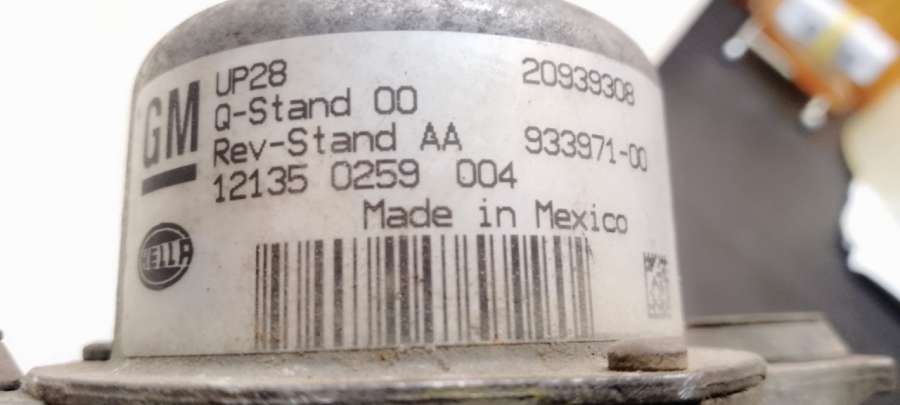 GM
UP28
20939308
Q-Stand 00
Rev-Stand AA
933971-00
12135 0259 004
Made in Mexico
HELLA